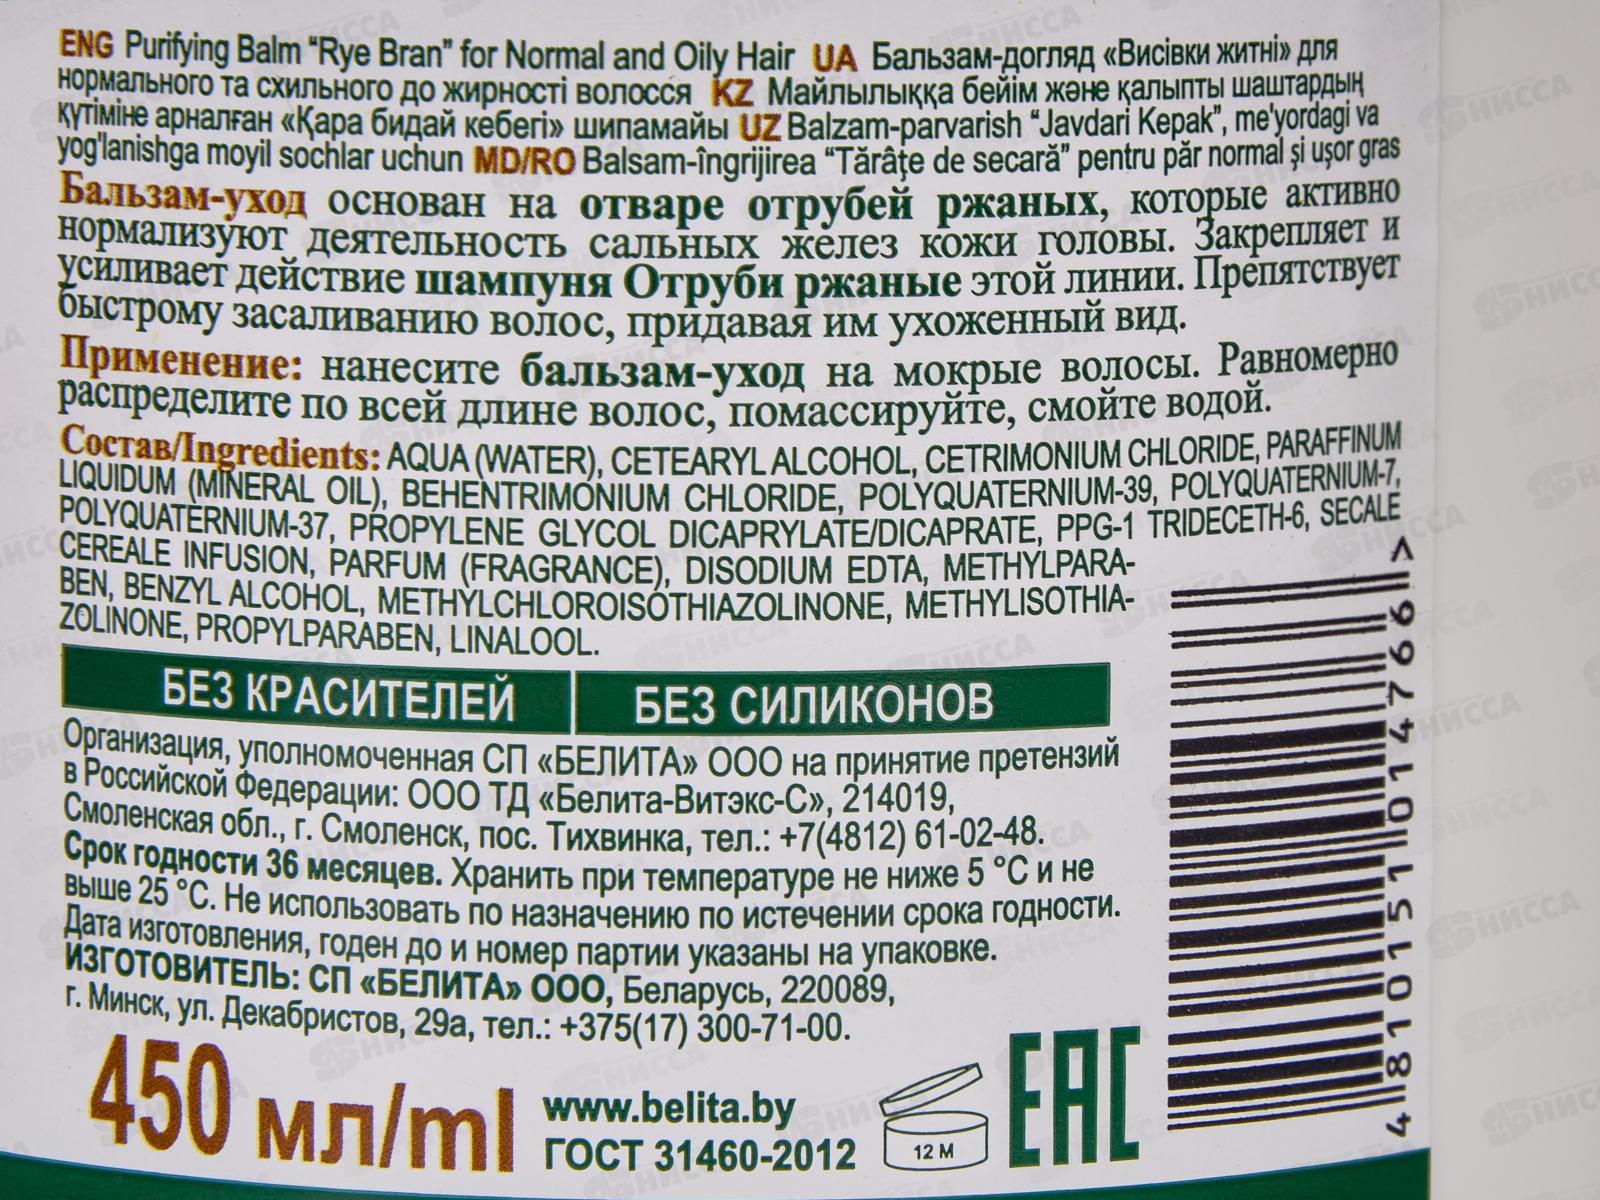 ENG Purifying Balm “Rye Bran” for Normal and Oily Hair UA Бальзам-догляд «Висівки житні» для
нормального та схильного до жирності волосся KZ Майлылыққа бейім және қалыпты шаштардың
күтіміне арналған «Қара бидай кебегі» шипамайы UZ Balzam-parvarish “Javdari Kepak”, me'yordagi va
yog'lanishga moyil sochlar uchun MD/RO Balsam-îngrijirea “Tărâţe de secară” pentru păr normal şi uşor gras
Бальзам-уход основан на отваре отрубей ржаных, которые активно
нормализуют деятельность сальных желез кожи головы. Закрепляет и
усиливает действие шампуня Отруби ржаные этой линии. Препятствует
быстрому засаливанию волос, придавая им ухоженный вид.
Применение: нанесите бальзам-уход на мокрые волосы. Равномерно
распределите по всей длине волос, помассируйте, смойте водой.
Состав/Ingredients: AQUA (WATER), CETEARYL ALCOHOL, CETRIMONIUM CHLORIDE, PARAFFINUM
LIQUIDUM (MINERAL OIL), BEHENTRIMONIUM CHLORIDE, POLYQUATERNIUM-39, POLYQUATERNIUM-7,
POLYQUATERNIUM-37, PROPYLENE GLYCOL DICAPRYLATE/DICAPRATE, PPG-1 TRIDECETH-6, SECALE
CEREALE INFUSION, PARFUM (FRAGRANCE), DISODIUM EDTA, METHYLPARA-
BEN, BENZYL ALCOHOL, METHYLCHLOROISOTHIAZOLINONE, METHYLISOTHIA-
ZOLINONE, PROPYLPARABEN, LINALOOL.
БЕЗ КРАСИТЕЛЕЙ БЕЗ СИЛИКОНОВ
Организация, уполномоченная СП «БЕЛИТА» ООО на принятие претензий
в Российской Федерации: ООО ТД «Белита-Витэкс-С», 214019,
Смоленская обл., г. Смоленск, пос. Тихвинка, тел.: +7(4812) 61-02-48.
Срок годности 36 месяцев. Хранить при температуре не ниже 5 °С и не
выше 25 °С. Не использовать по назначению по истечении срока годности.
Дата изготовления, годен до и номер партии указаны на упаковке.
ИЗГОТОВИТЕЛЬ: СП «БЕЛИТА» ООО, Беларусь, 220089,
г. Минск, ул. Декабристов, 29а, тел.: +375(17) 300-71-00.
450 мл/ml
www.belita.by
ГОСТ 31460-2012
12 M
EAC
4 810151 014766 >
НИССА